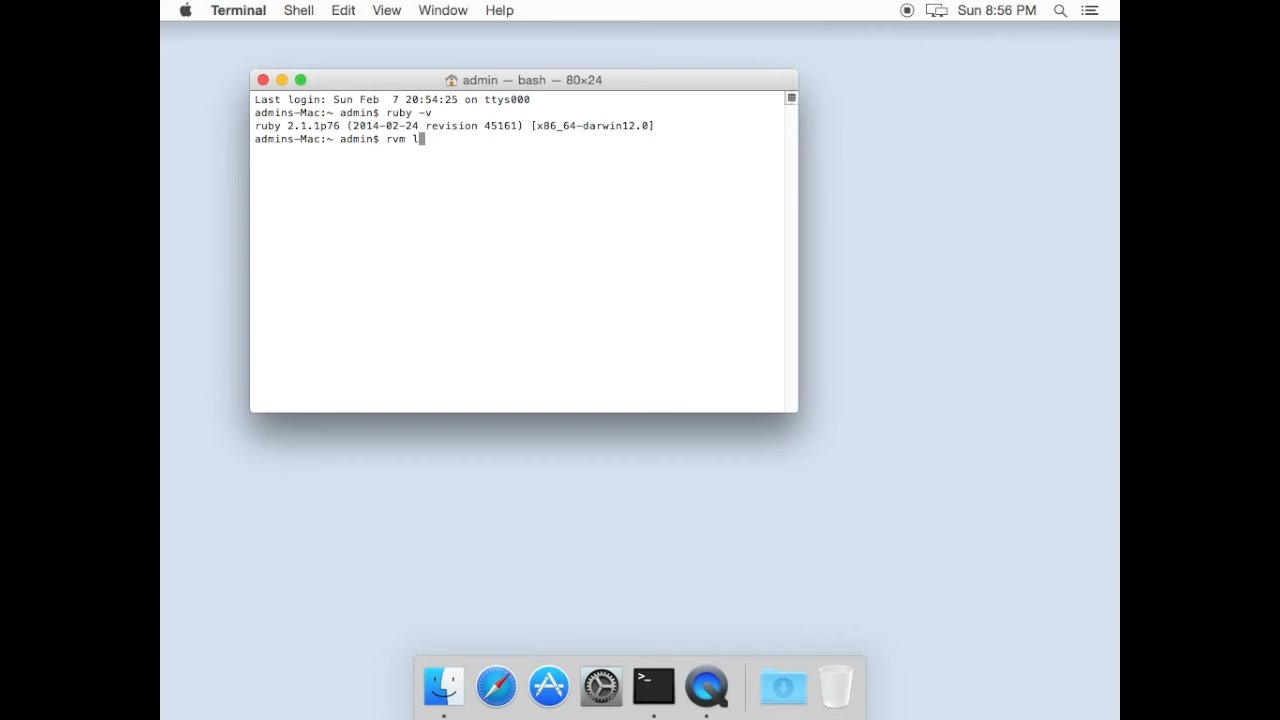 Terminal Shell Edit View Window Help Sun 8:56 PM
admin — bash — 80×24
Last login: Sun Feb  7 20:54:25 on ttys000
admins-Mac:~ admin$ ruby -v
ruby 2.1.1p76 (2014-02-24 revision 45161) [x86_64-darwin12.0]
admins-Mac:~ admin$ rvm l
>_